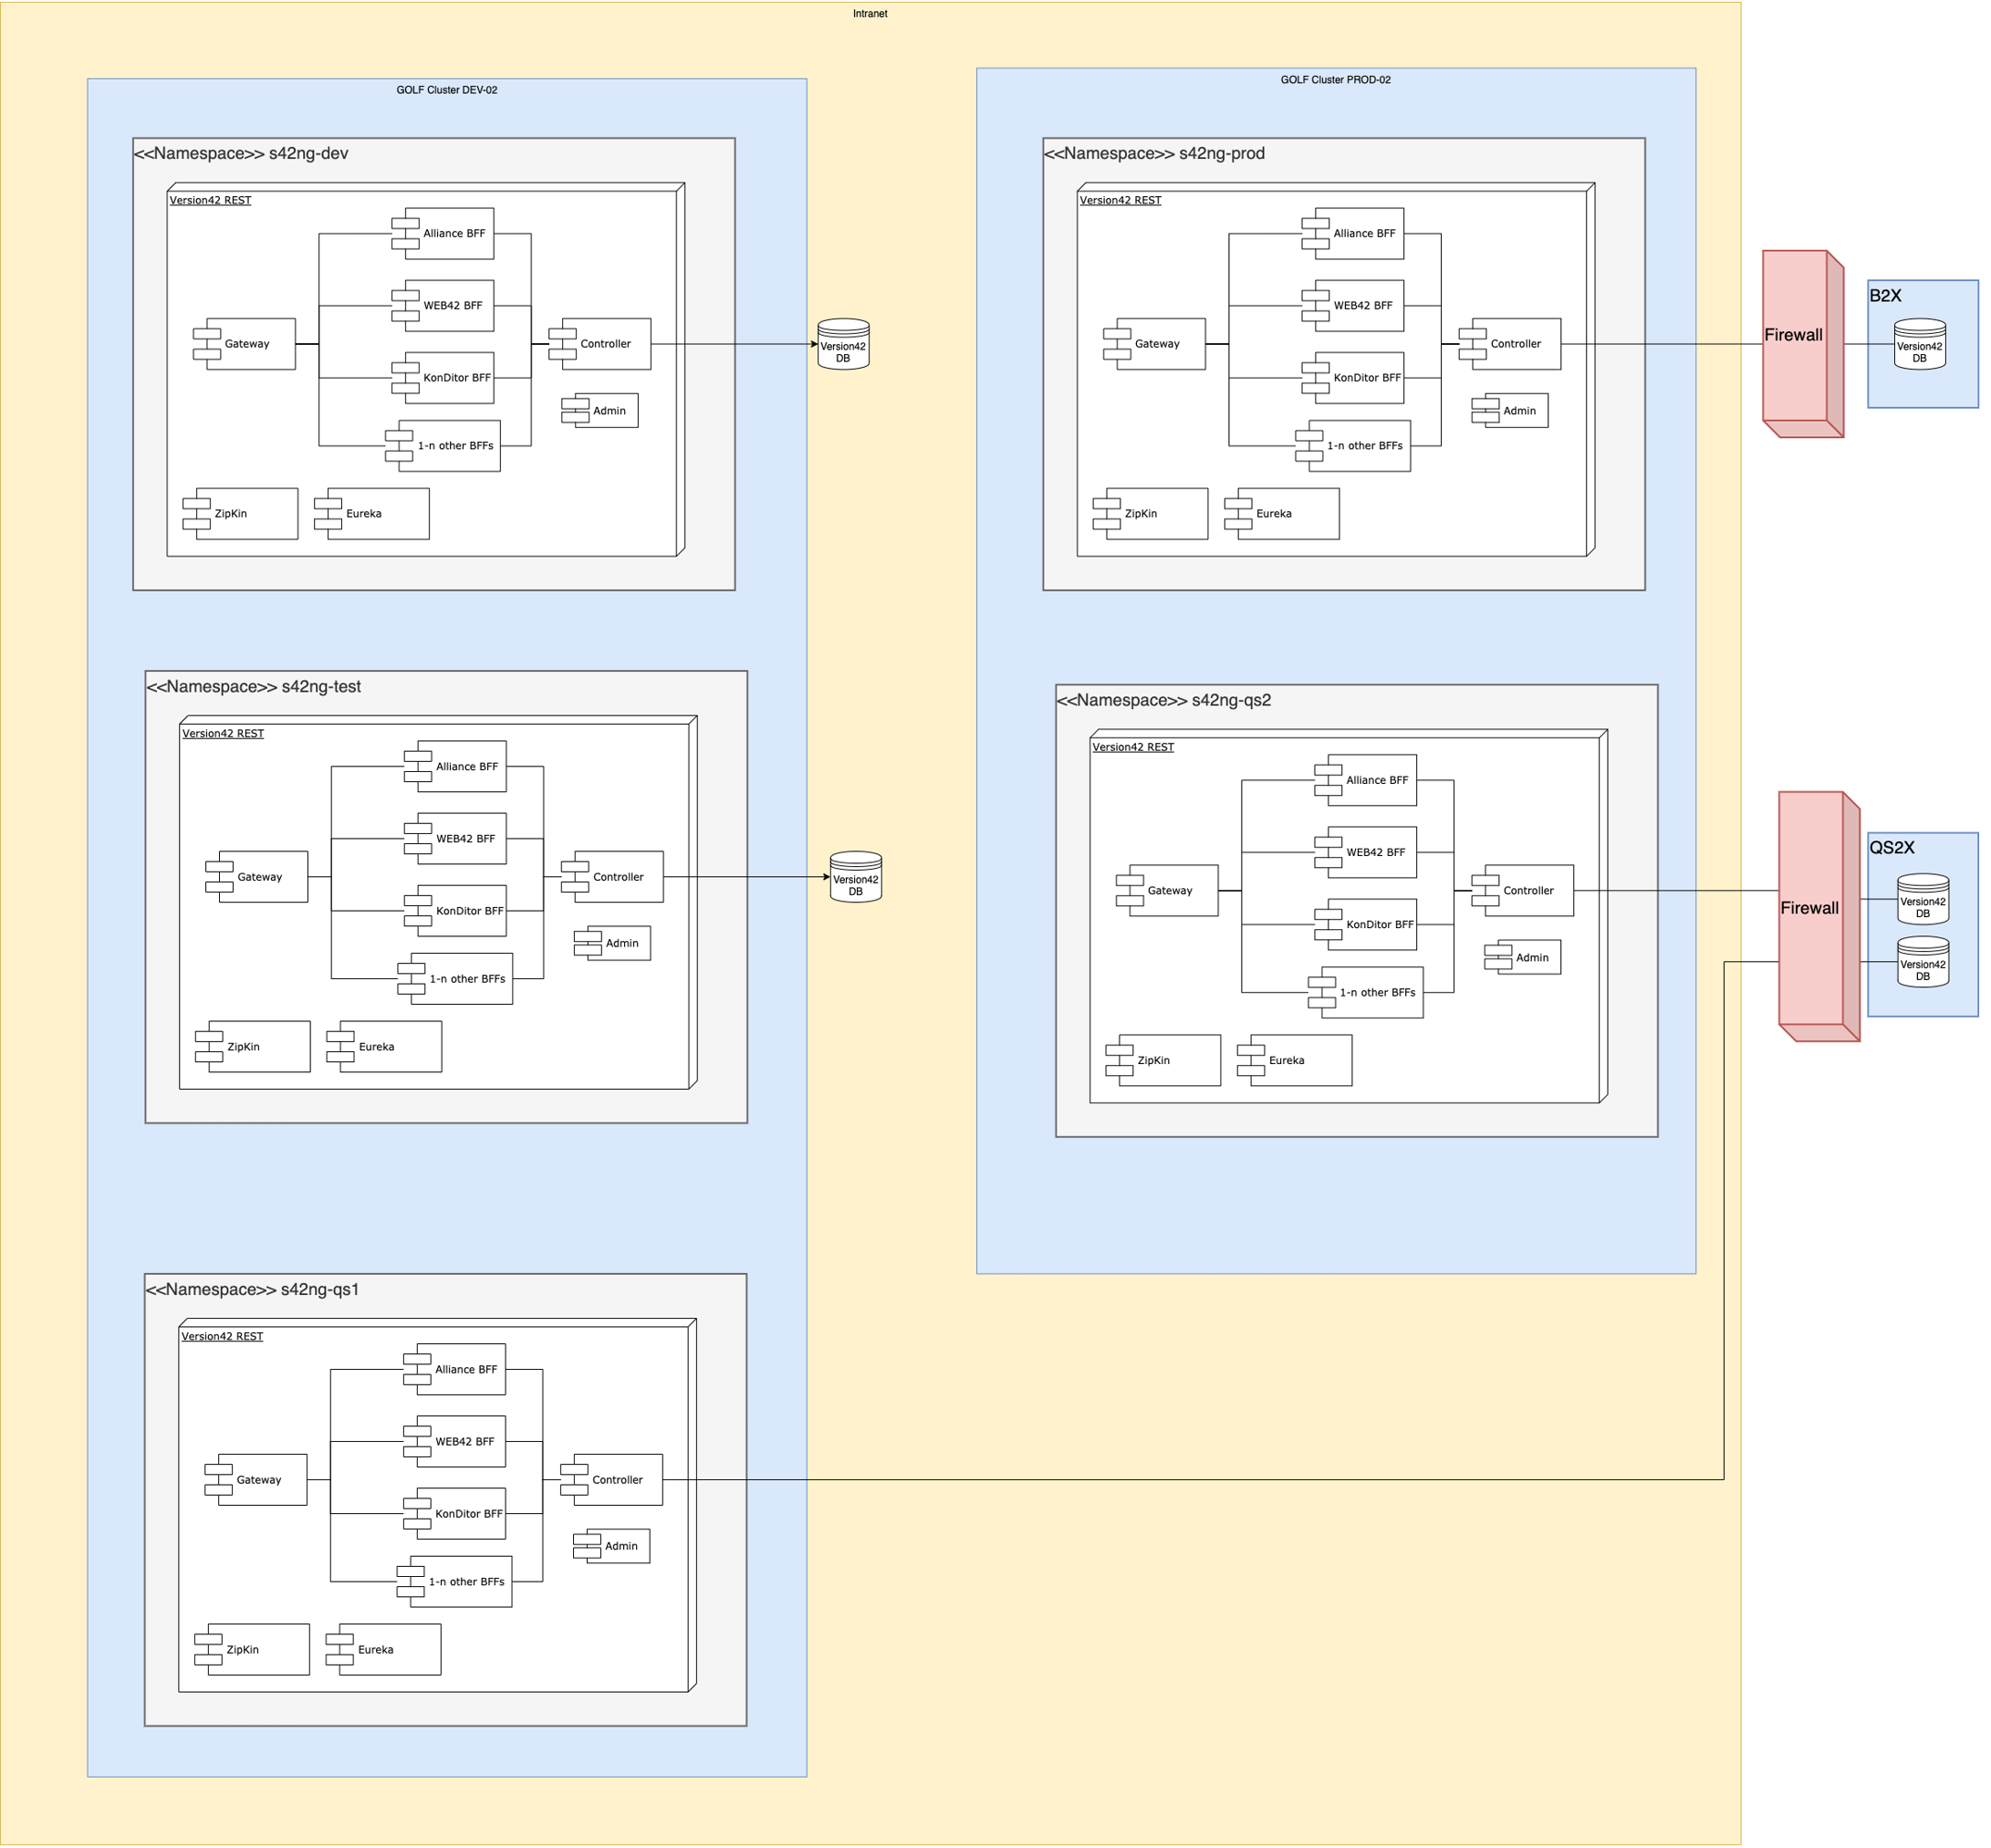 Intranet
GOLF Cluster DEV-02
<<Namespace>> s42ng-dev
Version42 REST
Alliance BFF
WEB42 BFF
Gateway
Controller
KonDitor BFF
Admin
1-n other BFFs
ZipKin
Eureka
Version42
DB
<<Namespace>> s42ng-test
Version42 REST
Alliance BFF
WEB42 BFF
Gateway
Controller
KonDitor BFF
Admin
1-n other BFFs
ZipKin
Eureka
Version42
DB
<<Namespace>> s42ng-qs1
Version42 REST
Alliance BFF
WEB42 BFF
Gateway
Controller
KonDitor BFF
Admin
1-n other BFFs
ZipKin
Eureka
GOLF Cluster PROD-02
<<Namespace>> s42ng-prod
Version42 REST
Alliance BFF
WEB42 BFF
Gateway
Controller
KonDitor BFF
Admin
1-n other BFFs
ZipKin
Eureka
Firewall
B2X
Version42
DB
<<Namespace>> s42ng-qs2
Version42 REST
Alliance BFF
WEB42 BFF
Gateway
Controller
KonDitor BFF
Admin
1-n other BFFs
ZipKin
Eureka
Firewall
QS2X
Version42
DB
Version42
DB